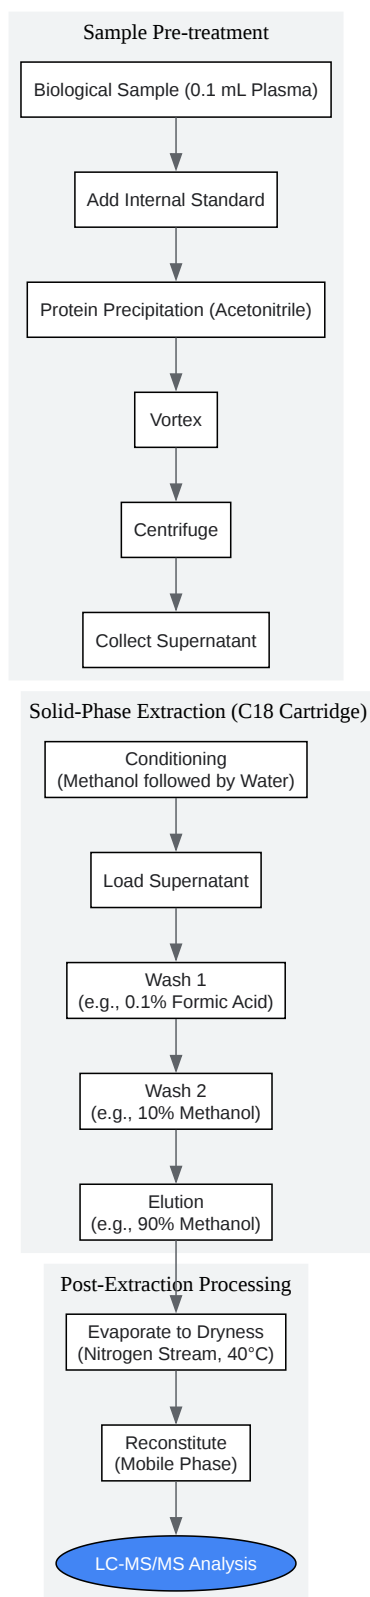 Sample Pre-treatment
Biological Sample (0.1 mL Plasma)
Add Internal Standard
Protein Precipitation (Acetonitrile)
Vortex
Centrifuge
Collect Supernatant
Solid-Phase Extraction (C18 Cartridge)
Conditioning
(Methanol followed by Water)
Load Supernatant
Wash 1
(e.g., 0.1% Formic Acid)
Wash 2
(e.g., 10% Methanol)
Elution
(e.g., 90% Methanol)
Post-Extraction Processing
Evaporate to Dryness
(Nitrogen Stream, 40°C)
Reconstitute
(Mobile Phase)
LC-MS/MS Analysis